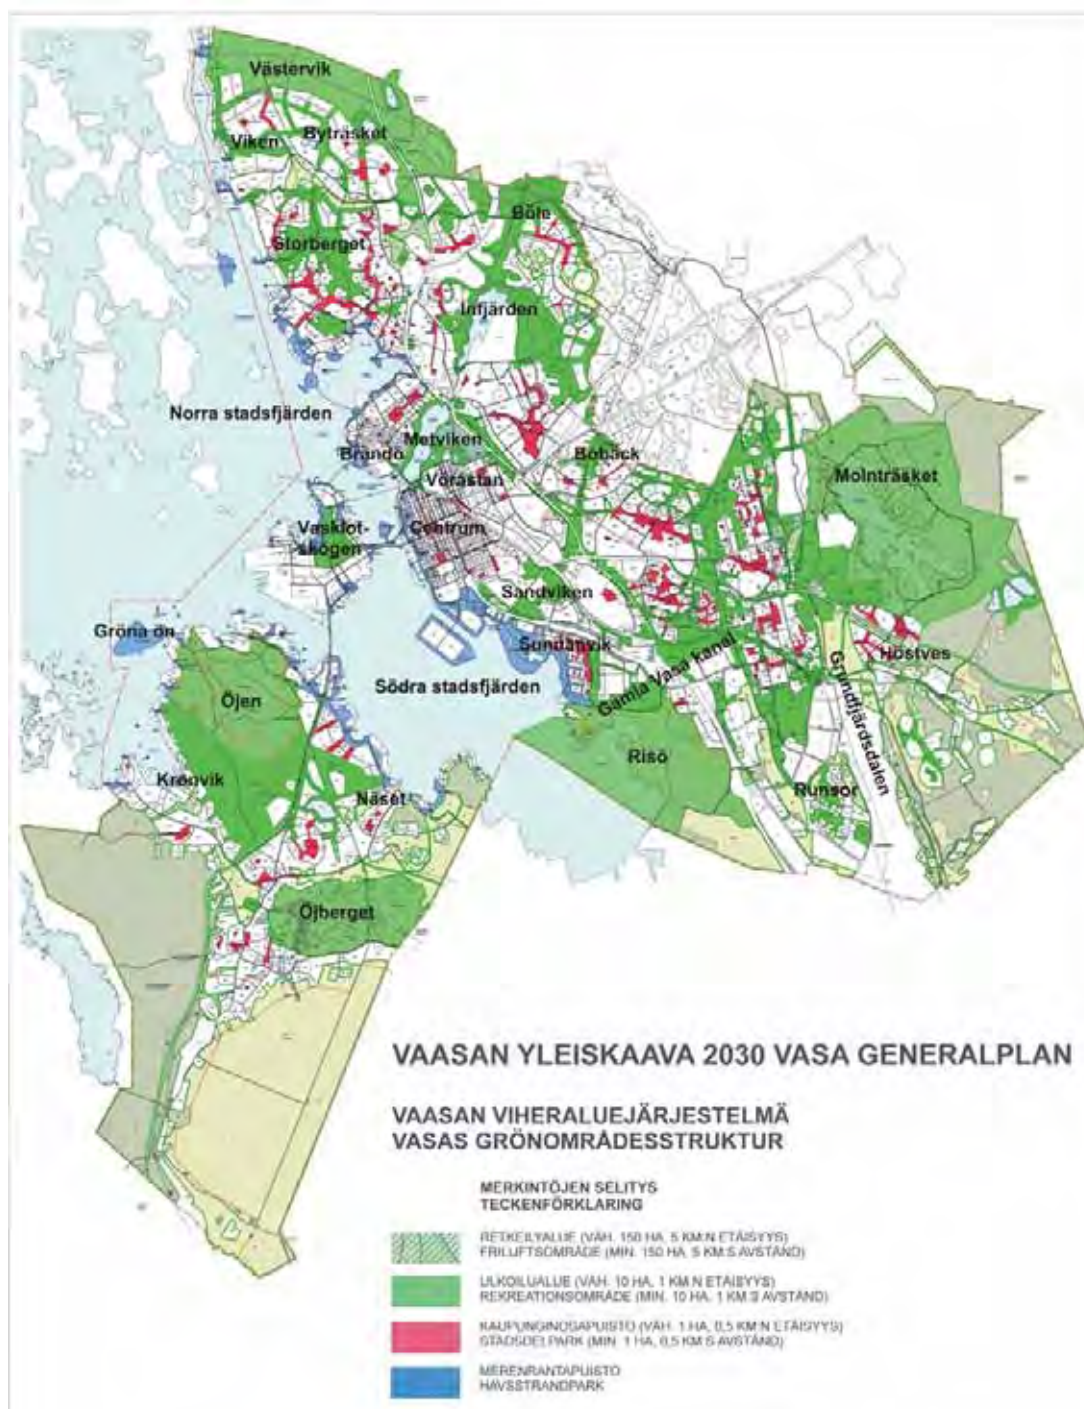 Västervik
Viken
Byträsket
Böle
Storberget
Infjärden
Norra stadsfjärden
Metviken
Brändö
Vöråstan
Bobäck
Molnträsket
Vasklot-
skogen
Centrum
Sandviken
Gröna ön
Sundanvik
Höstves
Gamla Vasa kanal
Grundfjärdsdalen
Södra stadsfjärden
Öjen
Risö
Kronvik
Näset
Runsor
Öjberget
VAASAN YLEISKAAVA 2030 VASA GENERALPLAN
VAASAN VIHERALUEJÄRJESTELMÄ
VASAS GRÖNOMRÅDESSTRUKTUR
MERKINTÖJEN SELITYS
TECKENFÖRKLARING
RETKEILYALUE (VÄH. 150 HA, 5 KM:N ETÄISYYS)
FRILUFTSOMRÅDE (MIN. 150 HA, 5 KM:S AVSTÅND)
ULKOILUALUE (VÄH. 10 HA, 1 KM:N ETÄISYYS)
REKREATIONSOMRÅDE (MIN. 10 HA, 1 KM:S AVSTÅND)
KAUPUNGINOSAPUISTO (VÄH. 1 HA, 0,5 KM:N ETÄISYYS)
STADSDELPARK (MIN. 1 HA, 0,5 KM:S AVSTÅND)
MERENRANTAPUISTO
HAVSSTRANDPARK